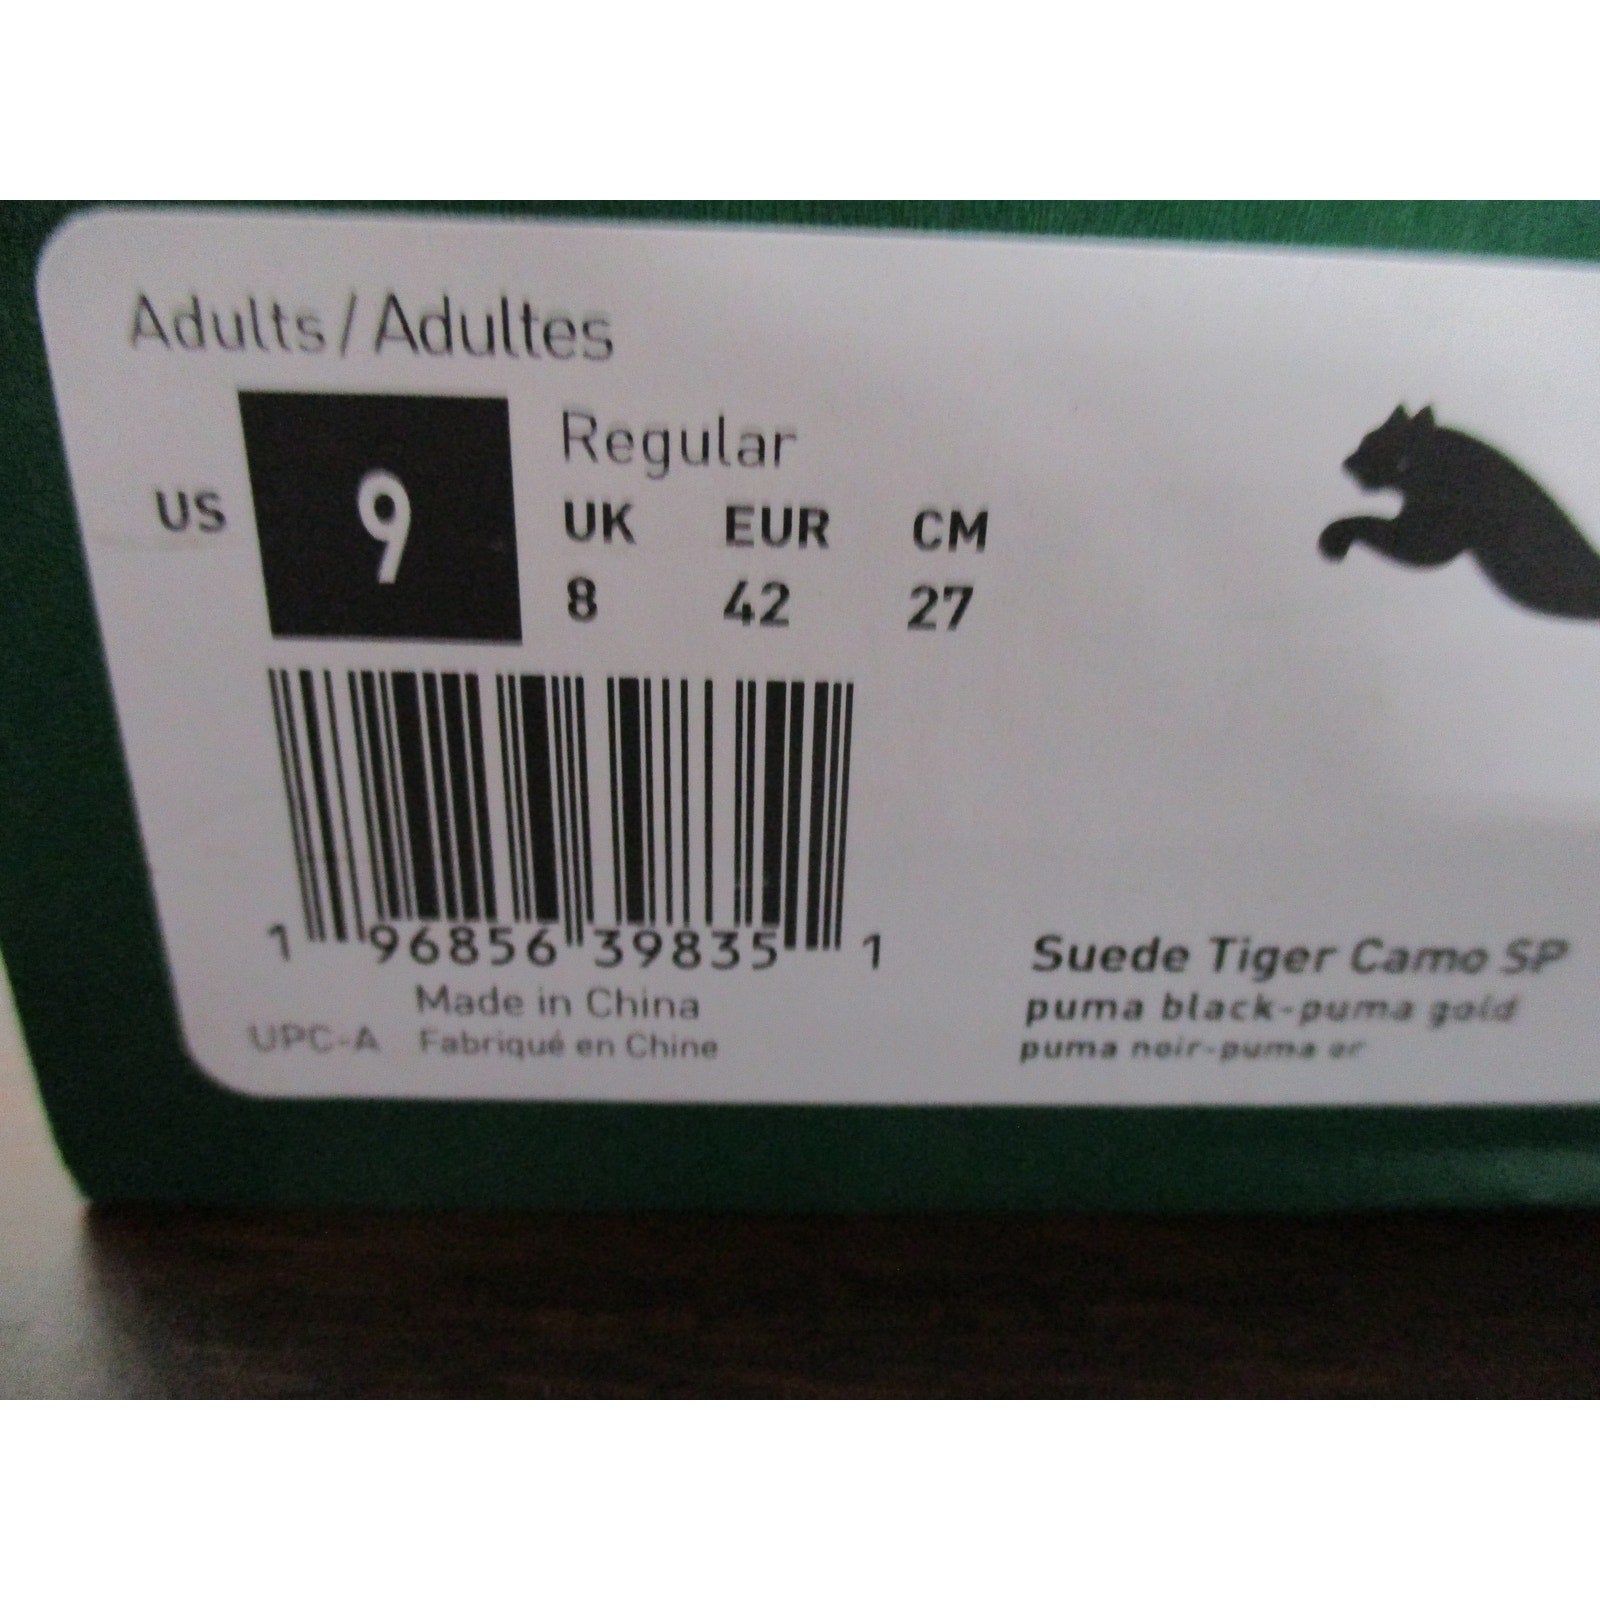 Adults / Adultes
Regular
US 9
UK EUR CM
8 42 27
1 96856 39835 1
Made in China
UPC-A Fabriqué en Chine
Suede Tiger Camo SP
puma black-puma gold
puma noir-puma or